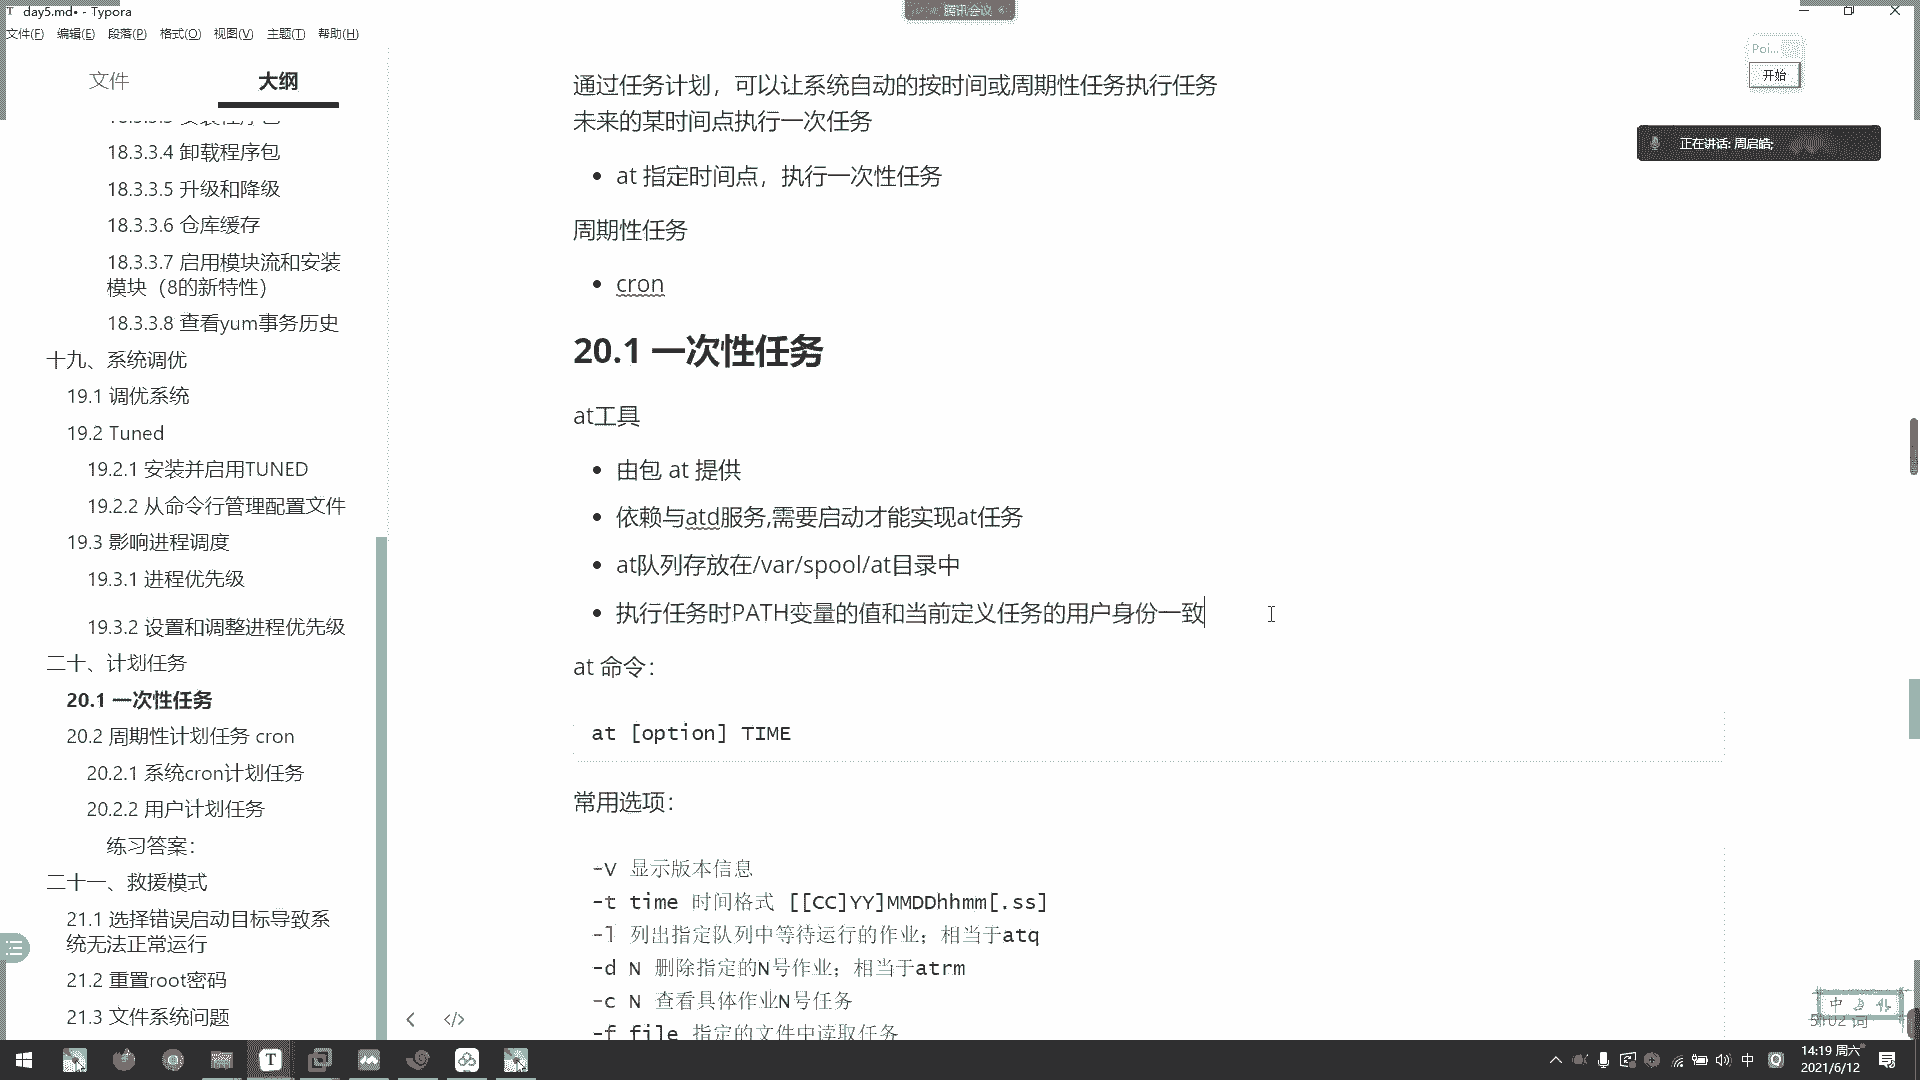 day5.md• - Typora
腾讯会议
文件(F) 编辑(E) 段落(P) 格式(O) 视图(V) 主题(T) 帮助(H)
文件 大纲
18.3.3.4 卸载程序包
18.3.3.5 升级和降级
18.3.3.6 仓库缓存
18.3.3.7 启用模块流和安装
模块（8的新特性）
18.3.3.8 查看yum事务历史
十九、系统调优
19.1 调优系统
19.2 Tuned
19.2.1 安装并启用TUNED
19.2.2 从命令行管理配置文件
19.3 影响进程调度
19.3.1 进程优先级
19.3.2 设置和调整进程优先级
二十、计划任务
20.1 一次性任务
20.2 周期性计划任务 cron
20.2.1 系统cron计划任务
20.2.2 用户计划任务
练习答案：
二十一、救援模式
21.1 选择错误启动目标导致系
统无法正常运行
21.2 重置root密码
21.3 文件系统问题
通过任务计划，可以让系统自动的按时间或周期性任务执行任务
未来的某时间点执行一次任务
• at 指定时间点，执行一次性任务
周期性任务
• cron
20.1 一次性任务
at工具
• 由包 at 提供
• 依赖与atd服务,需要启动才能实现at任务
• at队列存放在/var/spool/at目录中
• 执行任务时PATH变量的值和当前定义任务的用户身份一致
at 命令：
at [option] TIME
常用选项：
-V 显示版本信息
-t time 时间格式 [[CC]YY]MMDDhhmm[.ss]
-l 列出指定队列中等待运行的作业；相当于atq
-d N 删除指定的N号作业；相当于atrm
-c N 查看具体作业N号任务
-f file 指定的文件中读取任务
Poi...
开始
正在讲话: 周启皓;
中
5102 词
中
14:19 周六
2021/6/12